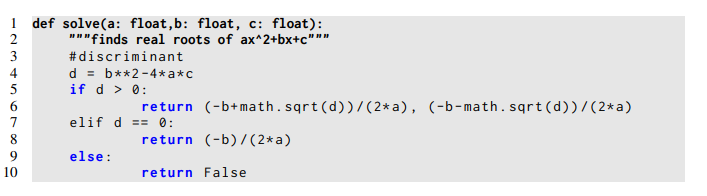 1 def solve(a: float,b: float, c: float):
2 """finds real roots of ax^2+bx+c"""
3 #discriminant
4 d = b**2-4*a*c
5 if d > 0:
6 return (-b+math.sqrt(d))/(2*a), (-b-math.sqrt(d))/(2*a)
7 elif d == 0:
8 return (-b)/(2*a)
9 else:
10 return False